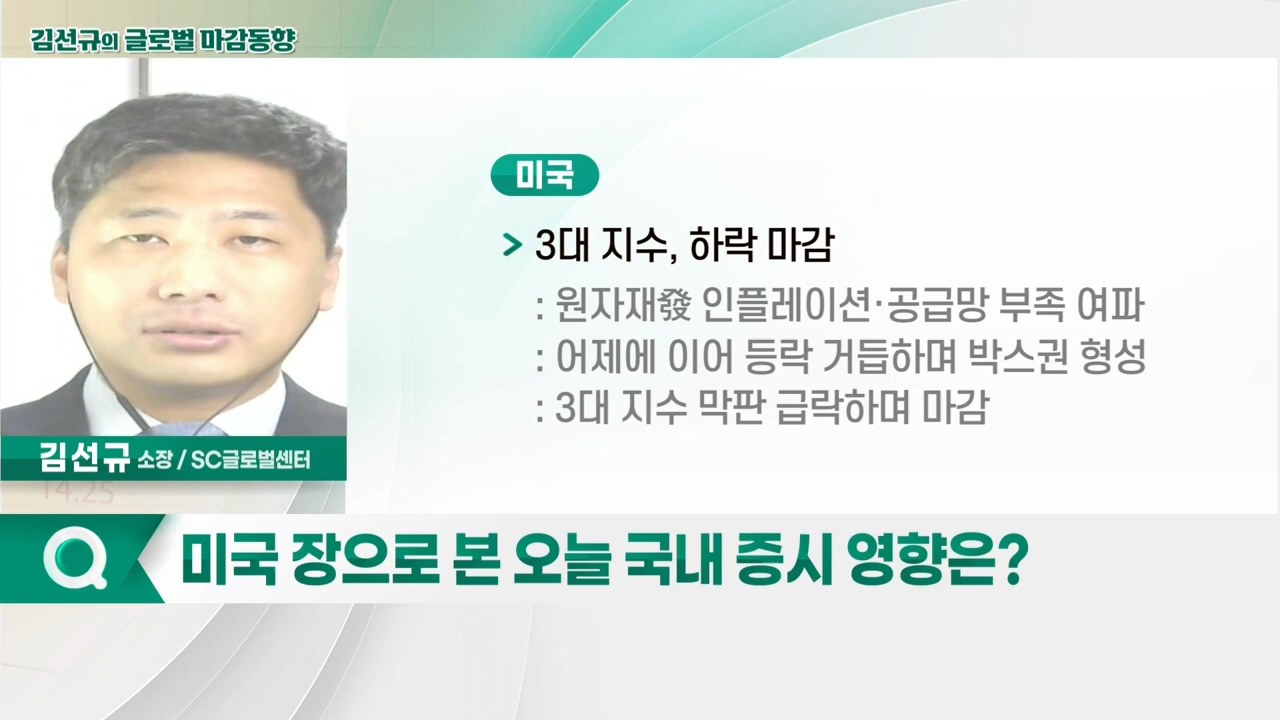 김선규의 글로벌 마감동향
미국
> 3대 지수, 하락 마감
: 원자재發 인플레이션·공급망 부족 여파
: 어제에 이어 등락 거듭하며 박스권 형성
: 3대 지수 막판 급락하며 마감
김선규 소장 / SC글로벌센터
14.25
Q 미국 장으로 본 오늘 국내 증시 영향은?